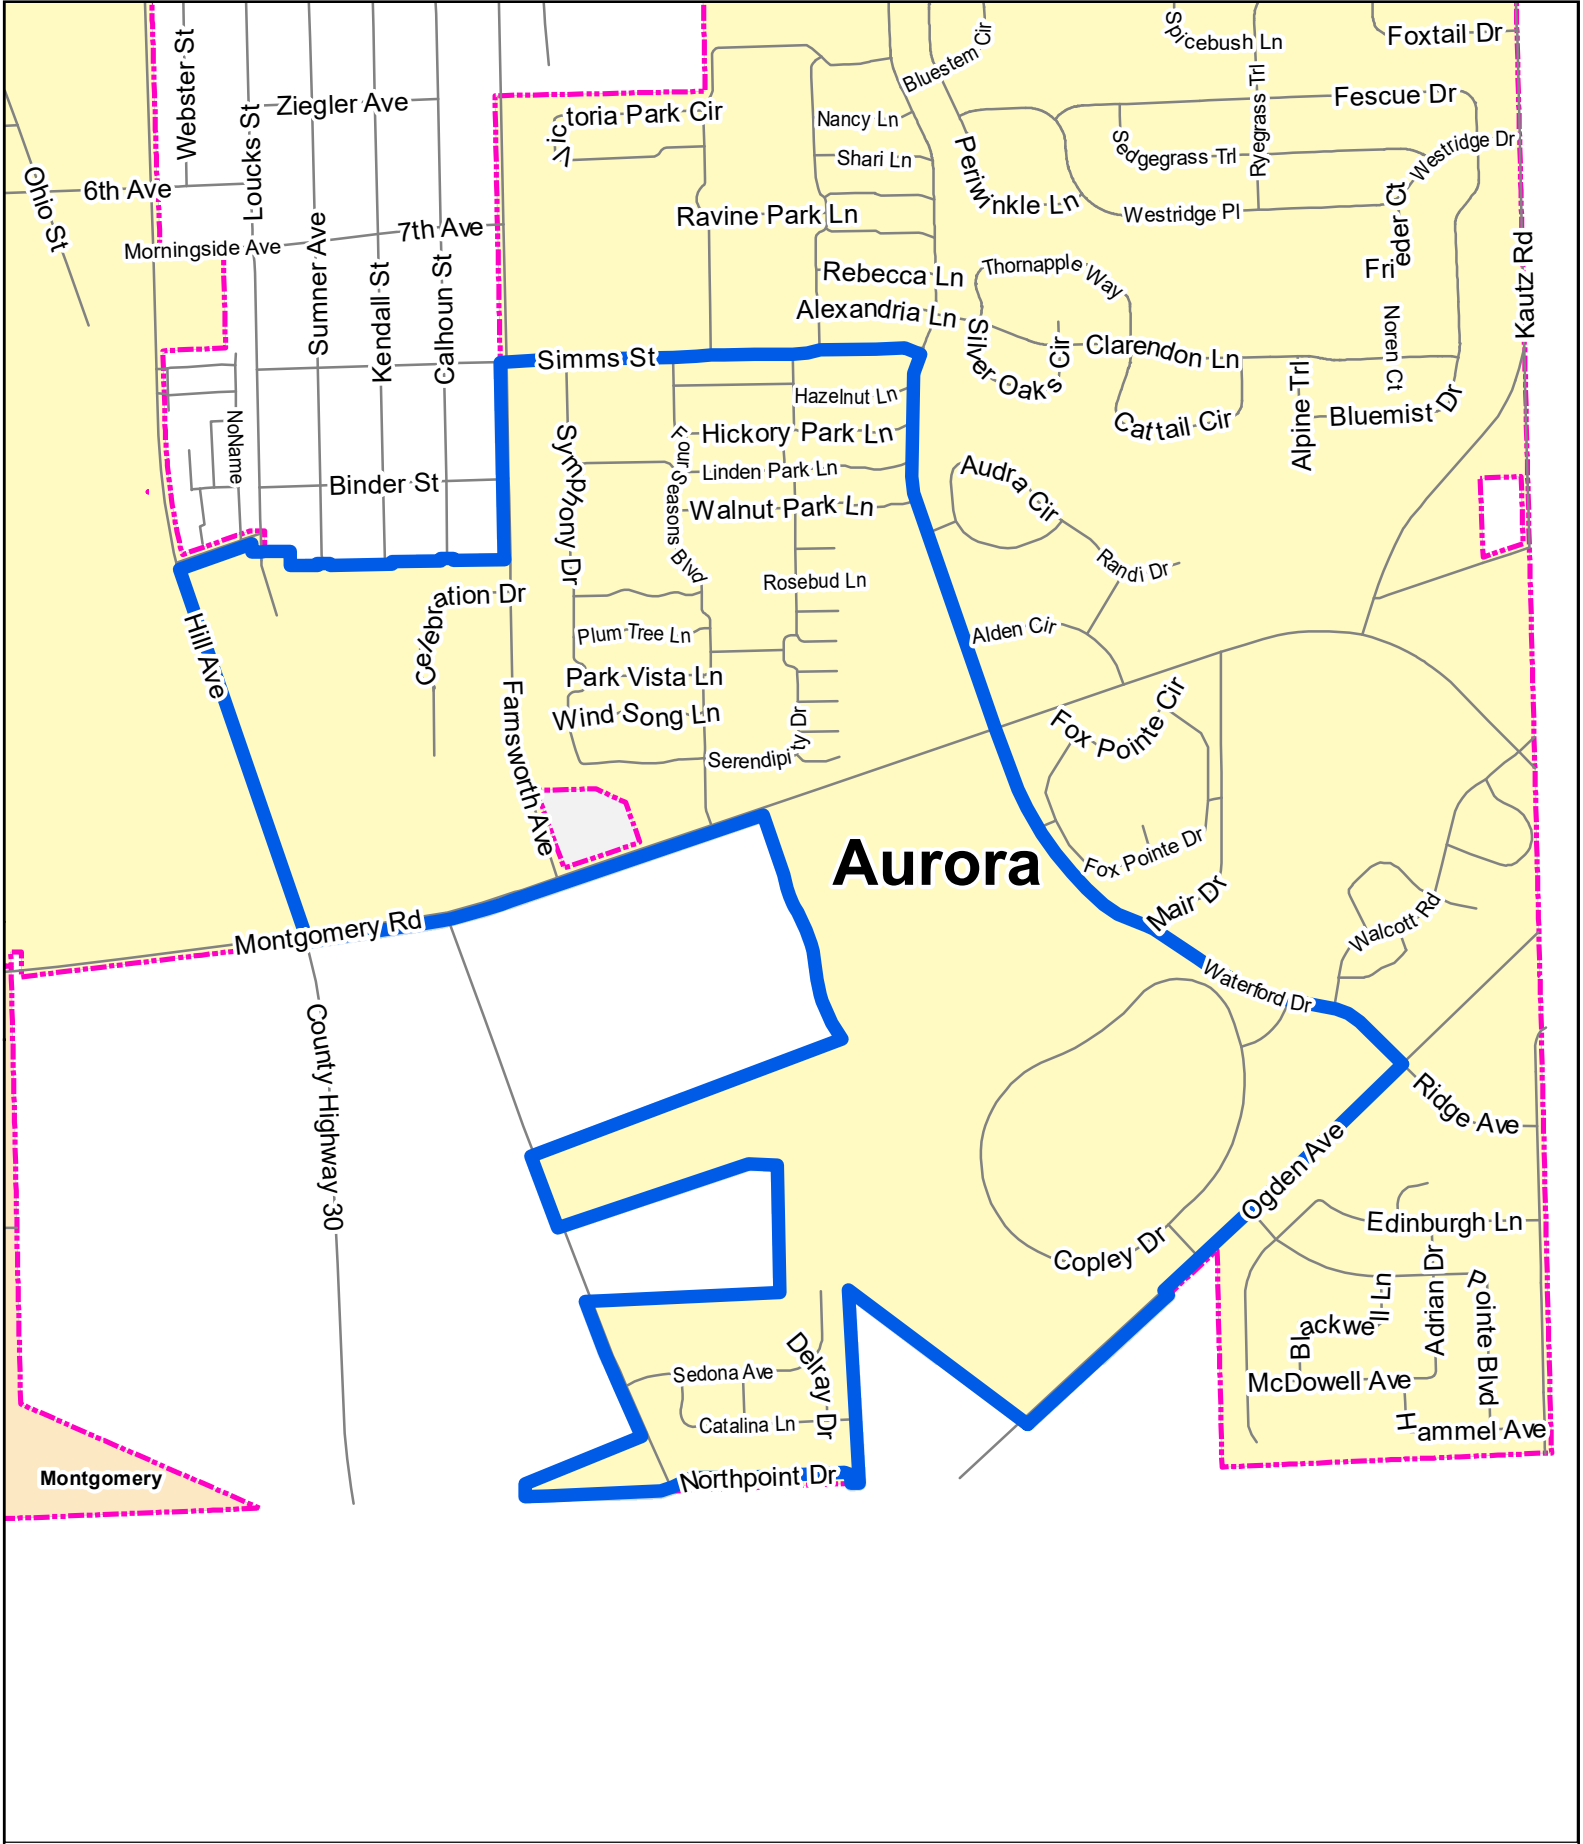 Webster St
Ziegler Ave
Loucks St
Victoria Park Cir
Bluestem Cir
Spicebush Ln
Foxtail Dr
Fescue Dr
Nancy Ln
Shari Ln
Periwinkle Ln
Sedgegrass Trl
Ryegrass Trl
Westridge Dr
Westridge Pl
Ohio St
6th Ave
Morningside Ave
7th Ave
Sumner Ave
Kendall St
Calhoun St
Ravine Park Ln
Rebecca Ln
Thornapple Way
Alexandria Ln
Frieder Ct
Kautz Rd
Simms St
Silver Oaks Cir
Clarendon Ln
Noren Ct
Alpine Trl
Bluemist Dr
Cattail Cir
Hazelnut Ln
Hickory Park Ln
Linden Park Ln
Walnut Park Ln
NoName
Binder St
Symphony Dr
Four Seasons Blvd
Audra Cir
Randi Dr
Rosebud Ln
Alden Cir
Celebration Dr
Hill Ave
Plum Tree Ln
Park Vista Ln
Wind Song Ln
Serendipity Dr
Farnsworth Ave
Fox Pointe Cir
Fox Pointe Dr
Aurora
Mair Dr
Walcott Rd
Montgomery Rd
Waterford Dr
County Highway 30
Ridge Ave
Ogden Ave
Copley Dr
Edinburgh Ln
Blackwell Ln
Adrian Dr
Pointe Blvd
McDowell Ave
Hammel Ave
Delray Dr
Sedona Ave
Catalina Ln
Northpoint Dr
Montgomery